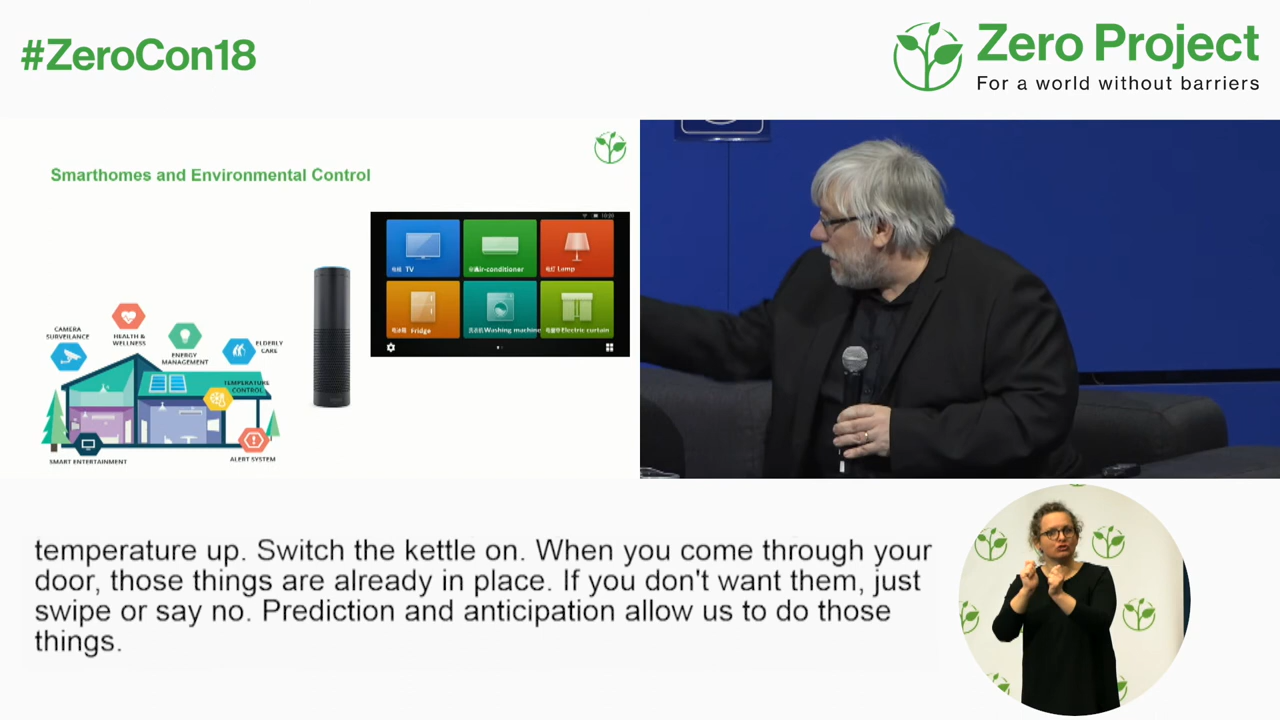 #ZeroCon18
Zero Project
For a world without barriers
Smarthomes and Environmental Control
10:20
TV
Air-conditioner
Lamp
Fridge
Washing machine
Electric curtain
CAMERA
SURVEILANCE
HEALTH &
WELLNESS
ENERGY
MANAGEMENT
ELDERLY
CARE
TEMPERATURE
CONTROL
SMART ENTERTAINMENT
ALERT SYSTEM
temperature up. Switch the kettle on. When you come through your
door, those things are already in place. If you don't want them, just
swipe or say no. Prediction and anticipation allow us to do those
things.